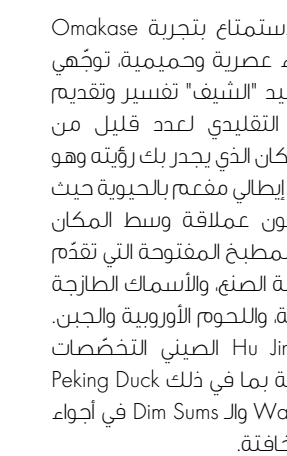 ستمتاع بتجربة Omakase
ء عصرية وحميمية، توجّهي
يد "الشيف" تفسير وتقديم
التقليدي لعدد قليل من
كان الذي يجدر بك رؤيته وهو
إيطالي مفعم بالحيوية حيث
ون عملاقة وسط المكان
لمطبخ المفتوحة التي تقدّم
ة الصنع، والأسماك الطازجة
ة، واللحوم الأوروبية والجبن.
Hu Jin الصيني التخصّصات
ة بما في ذلك Peking Duck
Wa والـ Dim Sums في أجواء
خافتة.